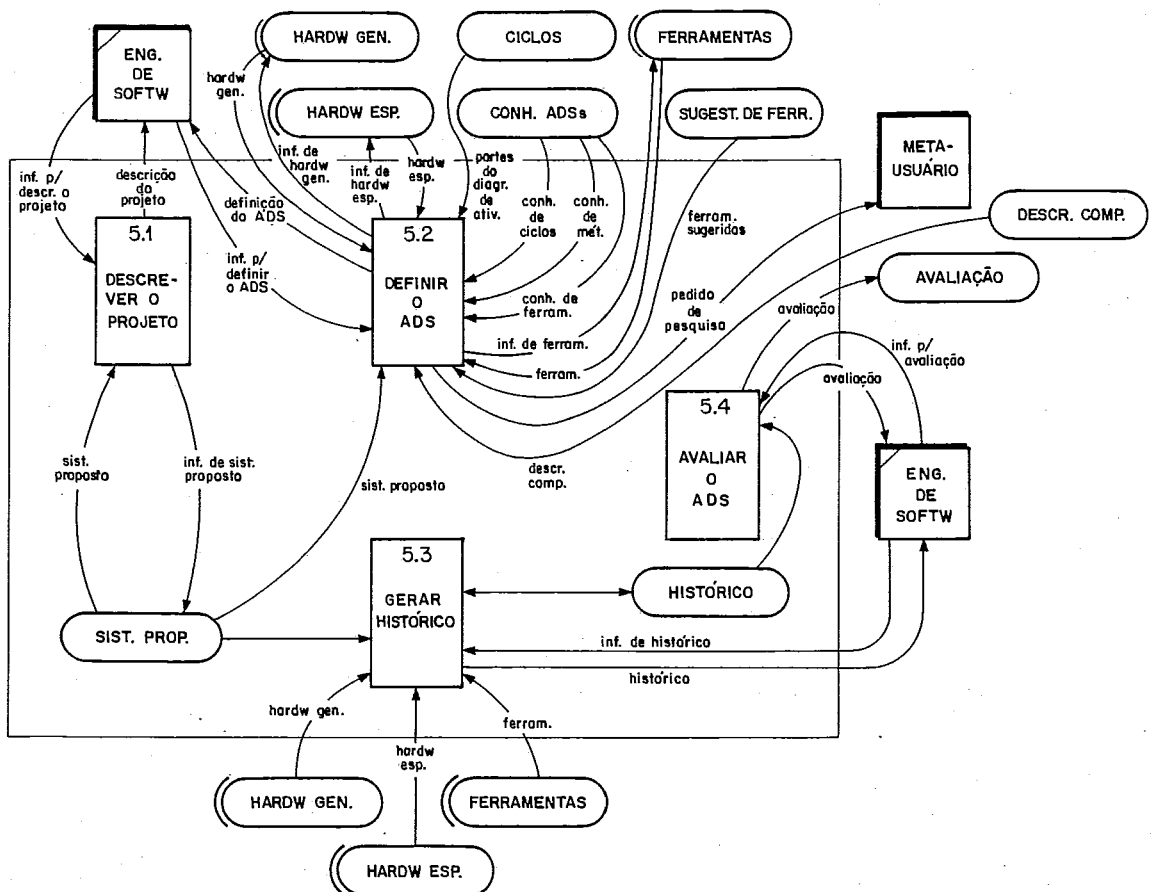 HARDW GEN.
CICLOS
FERRAMENTAS
ENG.
DE
SOFTW
hardw
gen.
HARDW ESP.
CONH. ADSs
SUGEST. DE FERR.
META-
USUÁRIO
inf. p/
descr. o
projeto
descrição
do
projeto
definição
do ADS
inf. de
hardw
gen.
inf. de
hardw
esp.
hardw
esp.
partes
do
diagr.
de
ativ.
conh.
de
ciclos
conh.
de
mét.
ferram.
sugeridas
DESCR. COMP.
5.1
DESCRE-
VER O
PROJETO
inf. p/
definir
o ADS
5.2
DEFINIR
O
ADS
conh. de
ferram.
inf. de ferram.
ferram.
pedido
de
pesquisa
AVALIAÇÃO
avaliação
inf. p/
avaliação
avaliação
5.4
AVALIAR
O
ADS
ENG.
DE
SOFTW
sist.
proposto
inf. de sist.
proposto
sist. proposto
descr.
comp.
5.3
GERAR
HISTÓRICO
HISTÓRICO
SIST. PROP.
inf. de histórico
histórico
hardw gen.
hardw
esp.
ferram.
HARDW GEN.
FERRAMENTAS
HARDW ESP.